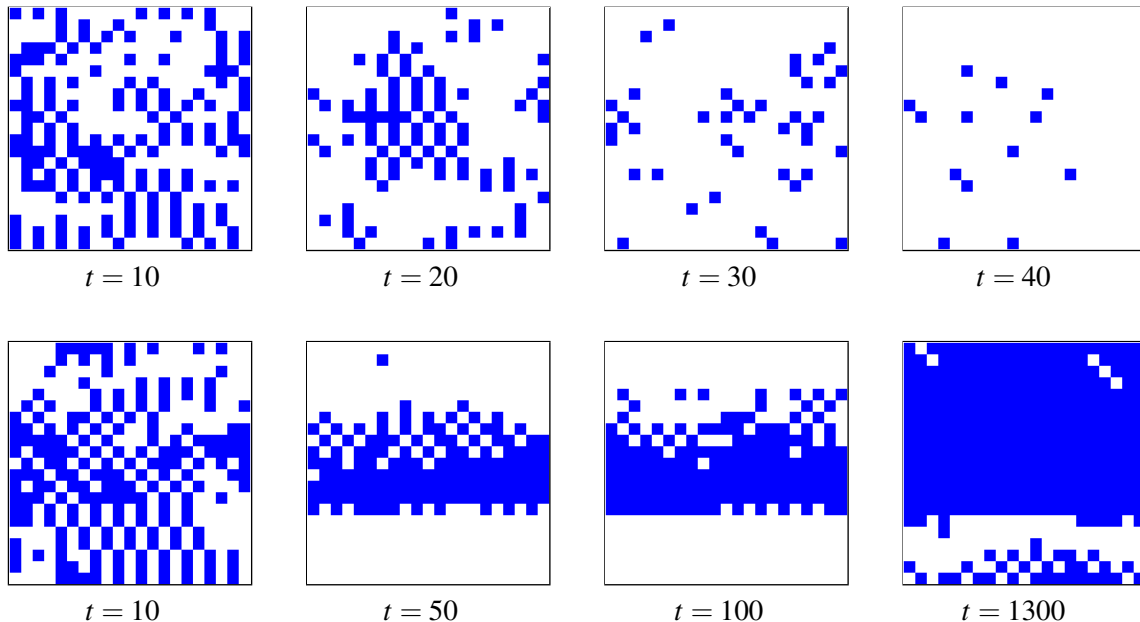 t = 10
t = 20
t = 30
t = 40
t = 10
t = 50
t = 100
t = 1300